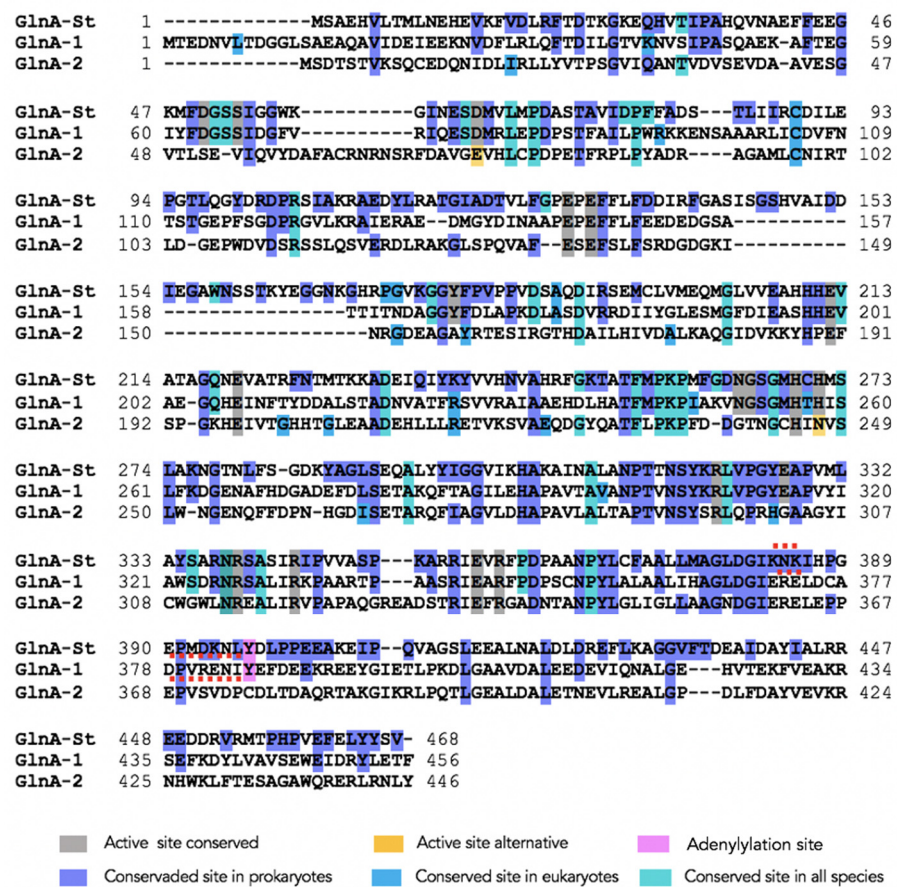 GlnA-St 1 -------------MSAEHVLTMLNEHEVKFVDLRFTDTKGKEQHVTIPAHQVNAEFFEEG 46
GlnA-1 1 MTEDNVLTDGGLSAEAQAVIDEIEEKNVDFLRLQFTDILGTVKNVSIPASQAEK-AFTEG 59
GlnA-2 1 ------------MSDTSTVKSQCEDQNIDLIRLLYVTPSGVIQANTVDVSEVDA-AVESG 47
GlnA-St 47 KMFDGSSIGGWK----------GINESDMVLMPDASTAVIDPFFADS---TLIIRCDILE 93
GlnA-1 60 IYFDGSSIDGFV----------RIQESDMRLEPDPSTFAILPWRKKENSAAARLICDVFN 109
GlnA-2 48 VTLSE-VIQVYDAFACRNRNSRFDAVGEVHLCPDPETFRPLPYADR----AGAMLCNIRT 102
GlnA-St 94 PGTLQGYDRDPRSIAKRAEDYLRATGIADTVLFGPEPEFFLFDDIRFGASISGSHVAIDD 153
GlnA-1 110 TSTGEPFSGDPRGVLKRAIERAE--DMGYDINAAPEPEFFLFEEDEDGSA---------- 157
GlnA-2 103 LD-GEPWDVDSRSSLQSVERDLRAKGLSPQVAF--ESEFSLFSRDGDGKI---------- 149
GlnA-St 154 IEGAWNSSTKYEGGNKGHRPGVKGGYFPVPPVDSAQDIRSEMCLVMEQMGLVVEAHHHEV 213
GlnA-1 158 ----------------TTITNDAGGYFDLAPKDLASDVRRDIIYGLESMGFDIEASHHEV 201
GlnA-2 150 ------------------NRGDEAGAYRTESIRGTHDAILHIVDALKAQGIDVKKYHPEF 191
GlnA-St 214 ATAGQNEVATRFNTMTKKADEIQIYKYVVHNVAHRFGKTATFMPKPMFGDNGSGMHCHMS 273
GlnA-1 202 AE-GQHEINFTYDDALSTADNVATFRSVVRAIAAEHDLHATFMPKPIAKVNGSGMHTHIS 260
GlnA-2 192 SP-GKHEIVTGHHTGLEAADEHLLLRETVKSVAEQDGYQATFLPKPFD-DGTNGCHINVS 249
GlnA-St 274 LAKNGTNLFS-GDKYAGLSEQALYYIGGVIKHAKAINALANPTTNSYKRLVPGYEAPVML 332
GlnA-1 261 LFKDGENAFHDGADEFDLSETAKQFTAGILEHAPAVTAVANPTVNSYKRLVPGYEAPVYI 320
GlnA-2 250 LW-NGENQFFDPN-HGDISETARQFIAGVLDHAPAVLALTAPTVNSYSRLQPRHGAAGYI 307
GlnA-St 333 AYSARNRSASIRIPVVASP---KARRIEVRFPDPAANPYLCFAALLMAGLDGIKNKIHPG 389
GlnA-1 321 AWSDRNRSALIRKPAARTP---AASRIEARFPDPSCNPYLALAALIHAGLDGIERELDCA 377
GlnA-2 308 CWGWLNREALIRVPAPAQGREADSTRIEFRGADNTANPYLGLIGLLAAGNDGIERELEPP 367
GlnA-St 390 EPMDKNLYDLPPEEAKEIP--QVAGSLEEALNALDLDREFLKAGGVFTDEAIDAYIALRR 447
GlnA-1 378 DPVRENIYEFDEEKREEYGIETLPKDLGAAVDALEEDEVIQNALGE---HVTEKFVEAKR 434
GlnA-2 368 EPVSVDPCDLTDAQRTAKGIKRLPQTLGEALDALETNEVLREALGP---DLFDAYVEVKR 424
GlnA-St 448 EEDDRVRMTPHPVEFELYYSV- 468
GlnA-1 435 SEFKDYLVAVSEWEIDRYLETF 456
GlnA-2 425 NHWKLFTESAGAWQRERLRNLY 446
Active site conserved Active site alternative Adenylylation site
Conservaded site in prokaryotes Conserved site in eukaryotes Conserved site in all species